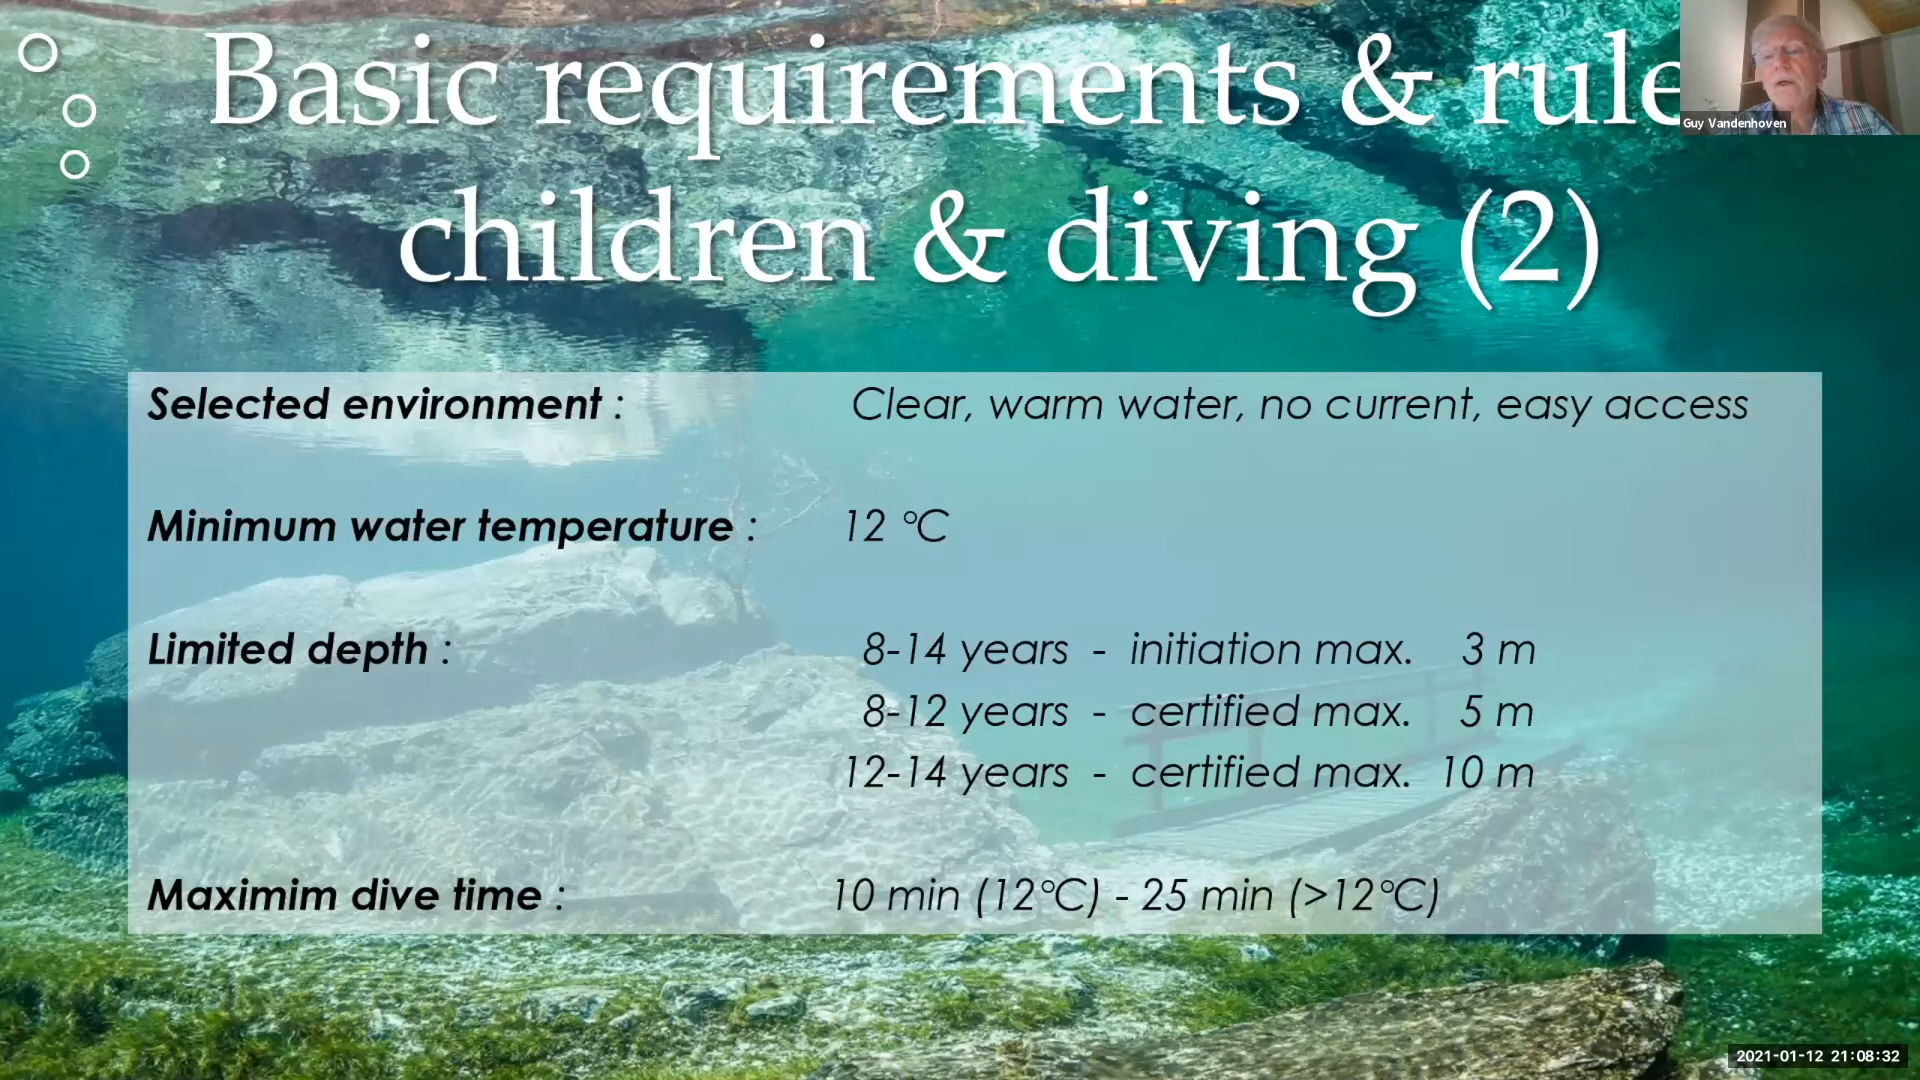 Basic requirements & rule
children & diving (2)
Guy Vandenhoven
Selected environment : Clear, warm water, no current, easy access
Minimum water temperature : 12 °C
Limited depth : 8-14 years - initiation max. 3 m
8-12 years - certified max. 5 m
12-14 years - certified max. 10 m
Maximim dive time : 10 min (12°C) - 25 min (>12°C)
2021-01-12 21:08:32